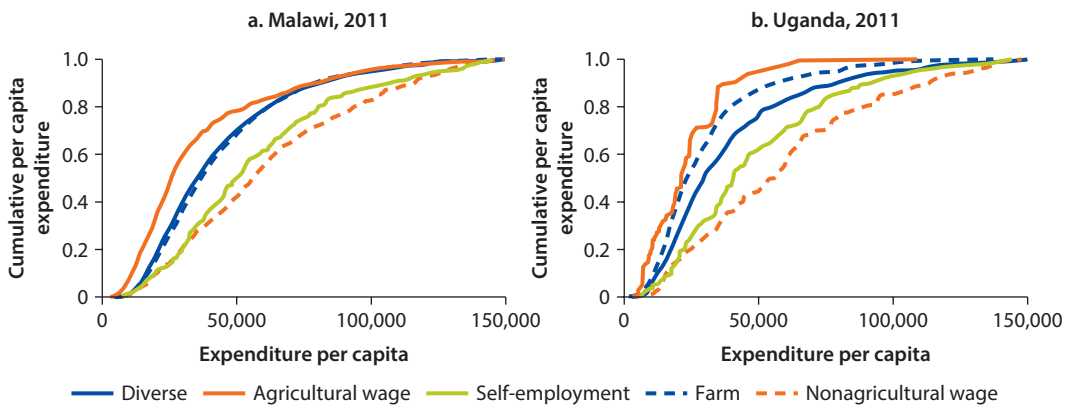 a. Malawi, 2011
Cumulative per capita
expenditure
1.0
0.8
0.6
0.4
0.2
0
0
50,000
100,000
150,000
Expenditure per capita
b. Uganda, 2011
Cumulative per capita
expenditure
1.0
0.8
0.6
0.4
0.2
0
0
50,000
100,000
150,000
Expenditure per capita
Diverse
Agricultural wage
Self-employment
Farm
Nonagricultural wage